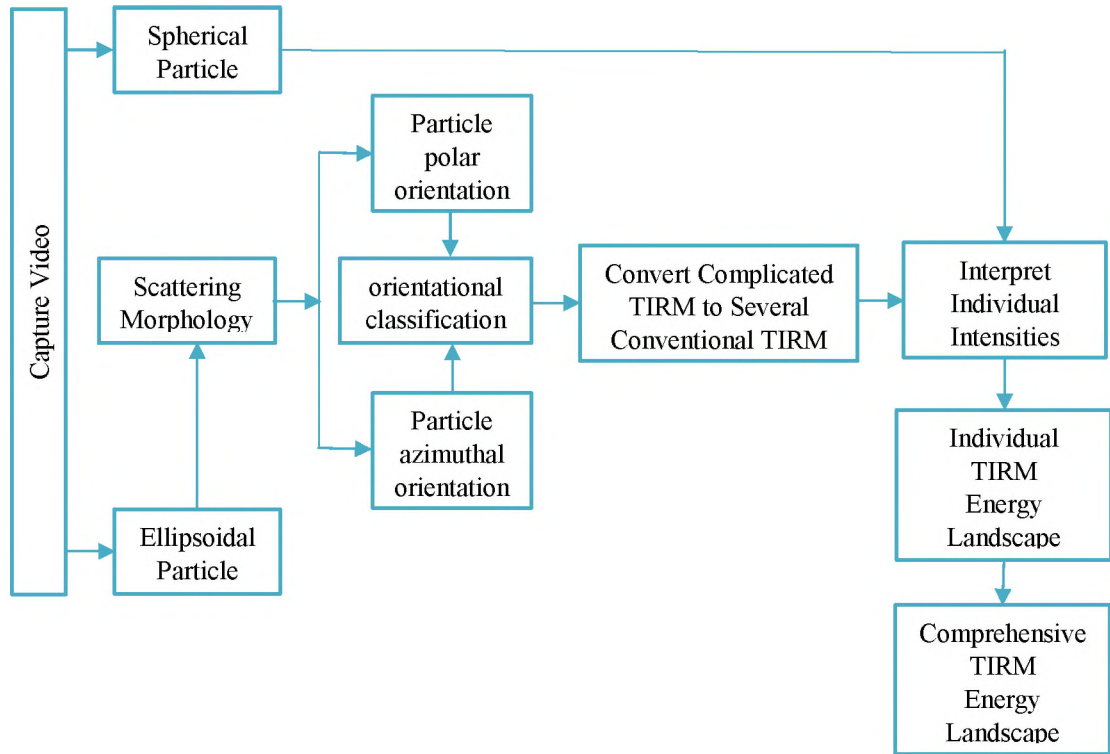 Capture Video
Spherical
Particle
Particle
polar
orientation
Scattering
Morphology
orientational
classification
Convert Complicated
TIRM to Several
Conventional TIRM
Interpret
Individual
Intensities
Particle
azimuthal
orientation
Individual
TIRM
Energy
Landscape
Ellipsoidal
Particle
Comprehensive
TIRM
Energy
Landscape